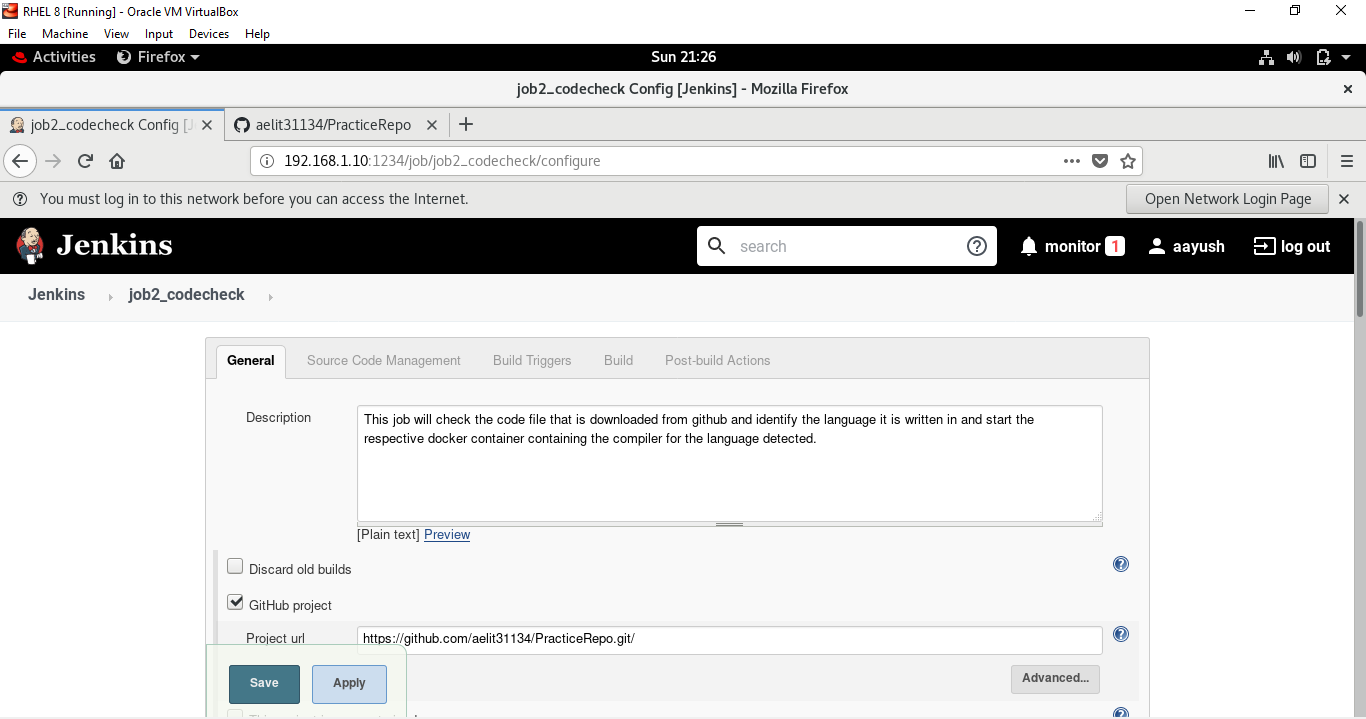 RHEL 8 [Running] - Oracle VM VirtualBox
File Machine View Input Devices Help
Activities Firefox Sun 21:26
job2_codecheck Config [Jenkins] - Mozilla Firefox
job2_codecheck Config [J aelit31134/PracticeRepo
192.168.1.10:1234/job/job2_codecheck/configure
You must log in to this network before you can access the Internet. Open Network Login Page
Jenkins search monitor 1 aayush log out
Jenkins job2_codecheck
General Source Code Management Build Triggers Build Post-build Actions
Description
This job will check the code file that is downloaded from github and identify the language it is written in and start the
respective docker container containing the compiler for the language detected.
[Plain text] Preview
Discard old builds
GitHub project
Project url https://github.com/aelit31134/PracticeRepo.git/
Save Apply Advanced...